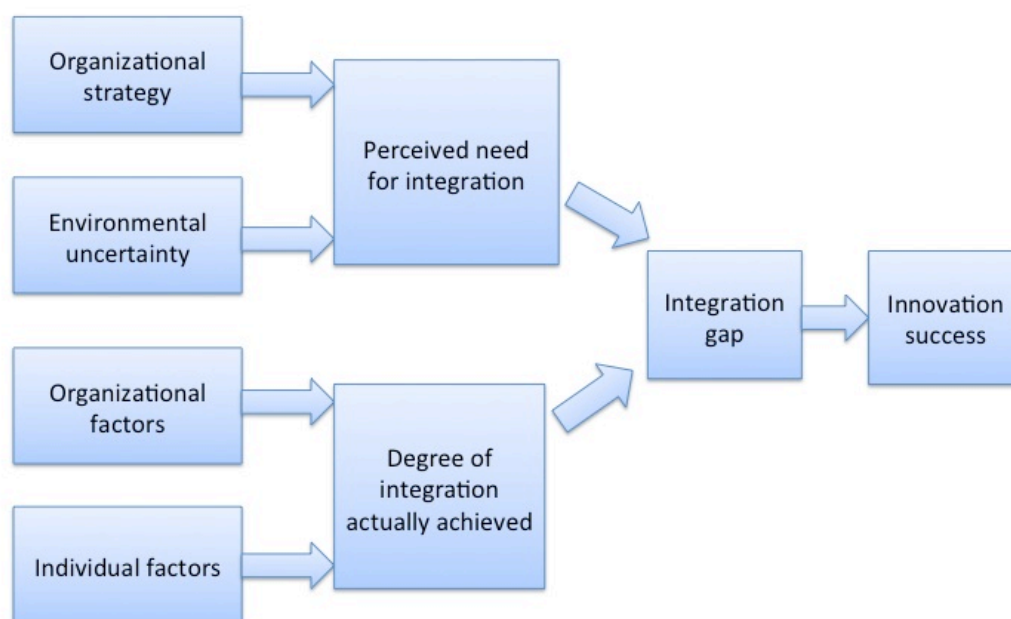 Organizational
strategy
Perceived need
for integration
Environmental
uncertainty
Integration
gap
Innovation
success
Organizational
factors
Degree of
integration
actually achieved
Individual factors